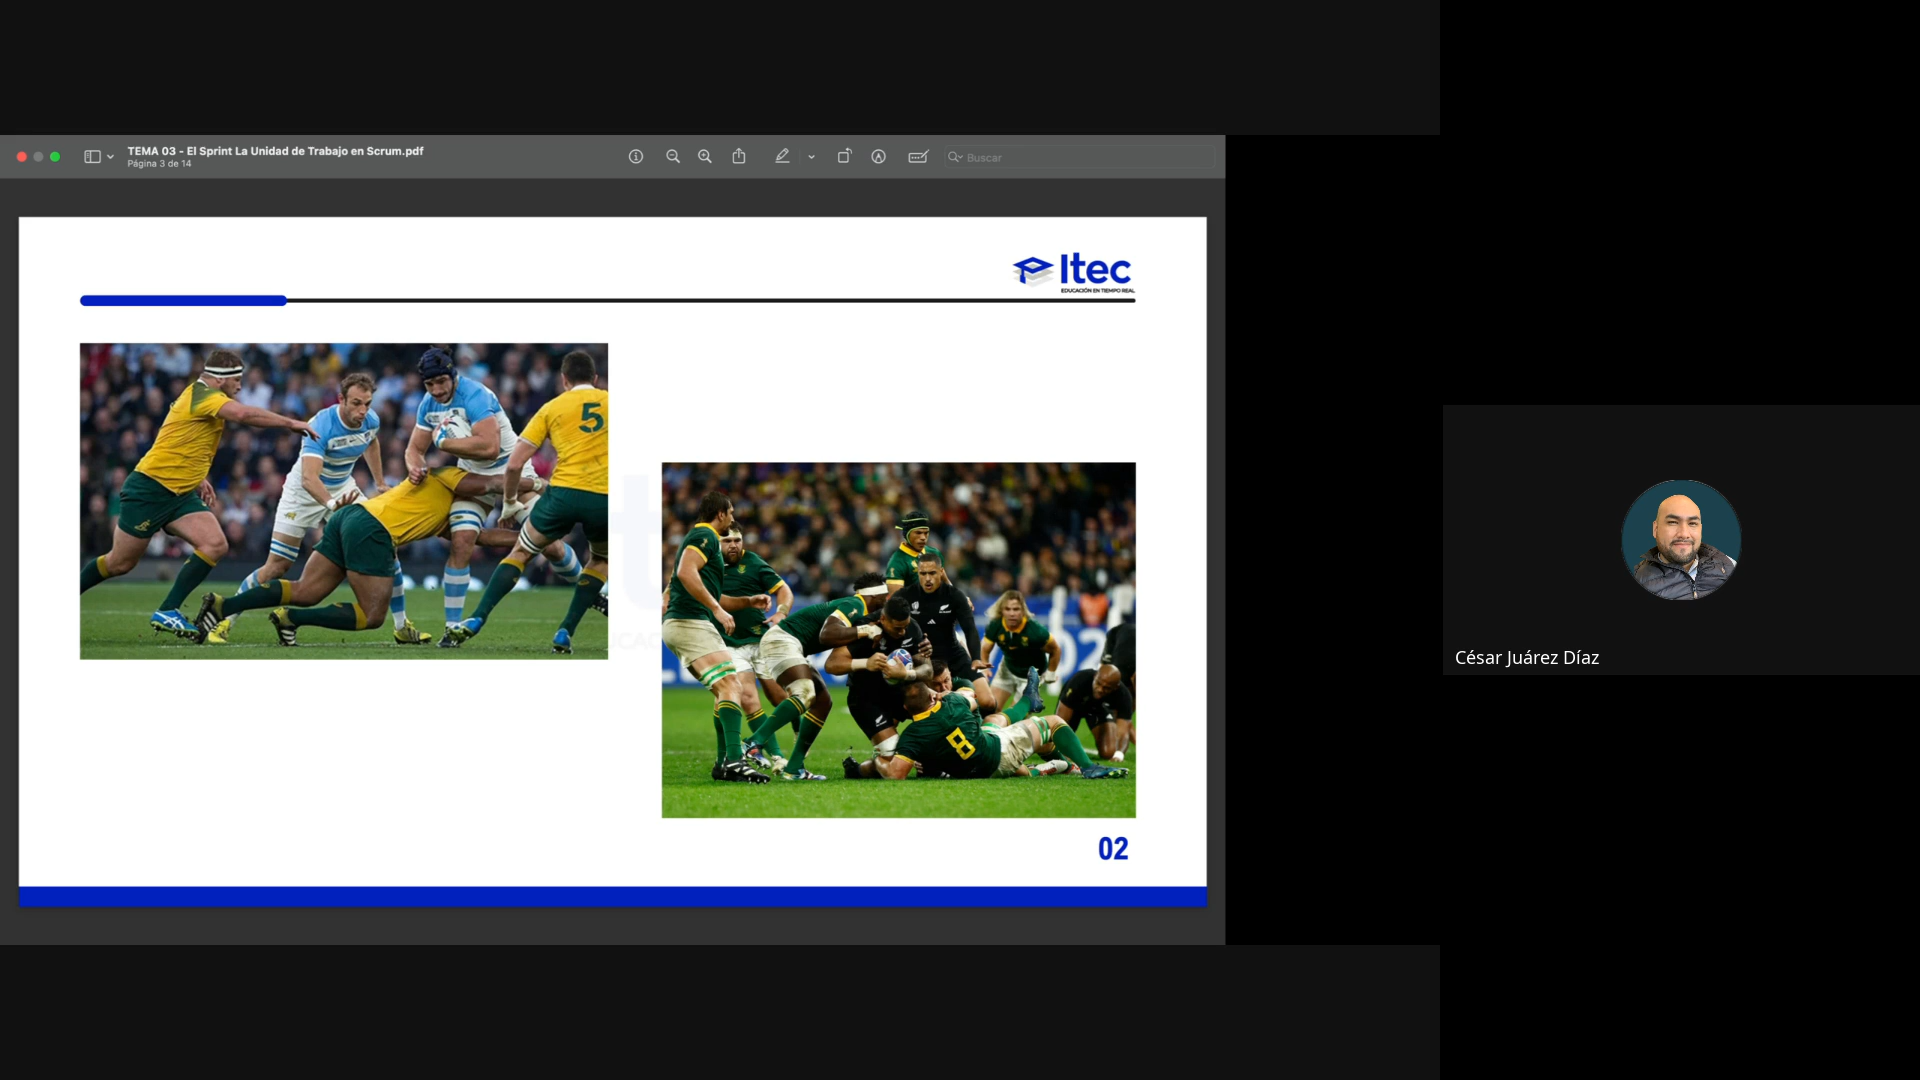 TEMA 03 - El Sprint La Unidad de Trabajo en Scrum.pdf
Página 3 de 14
Buscar
Itec
EDUCACIÓN EN TIEMPO REAL
5
8
02
César Juárez Díaz